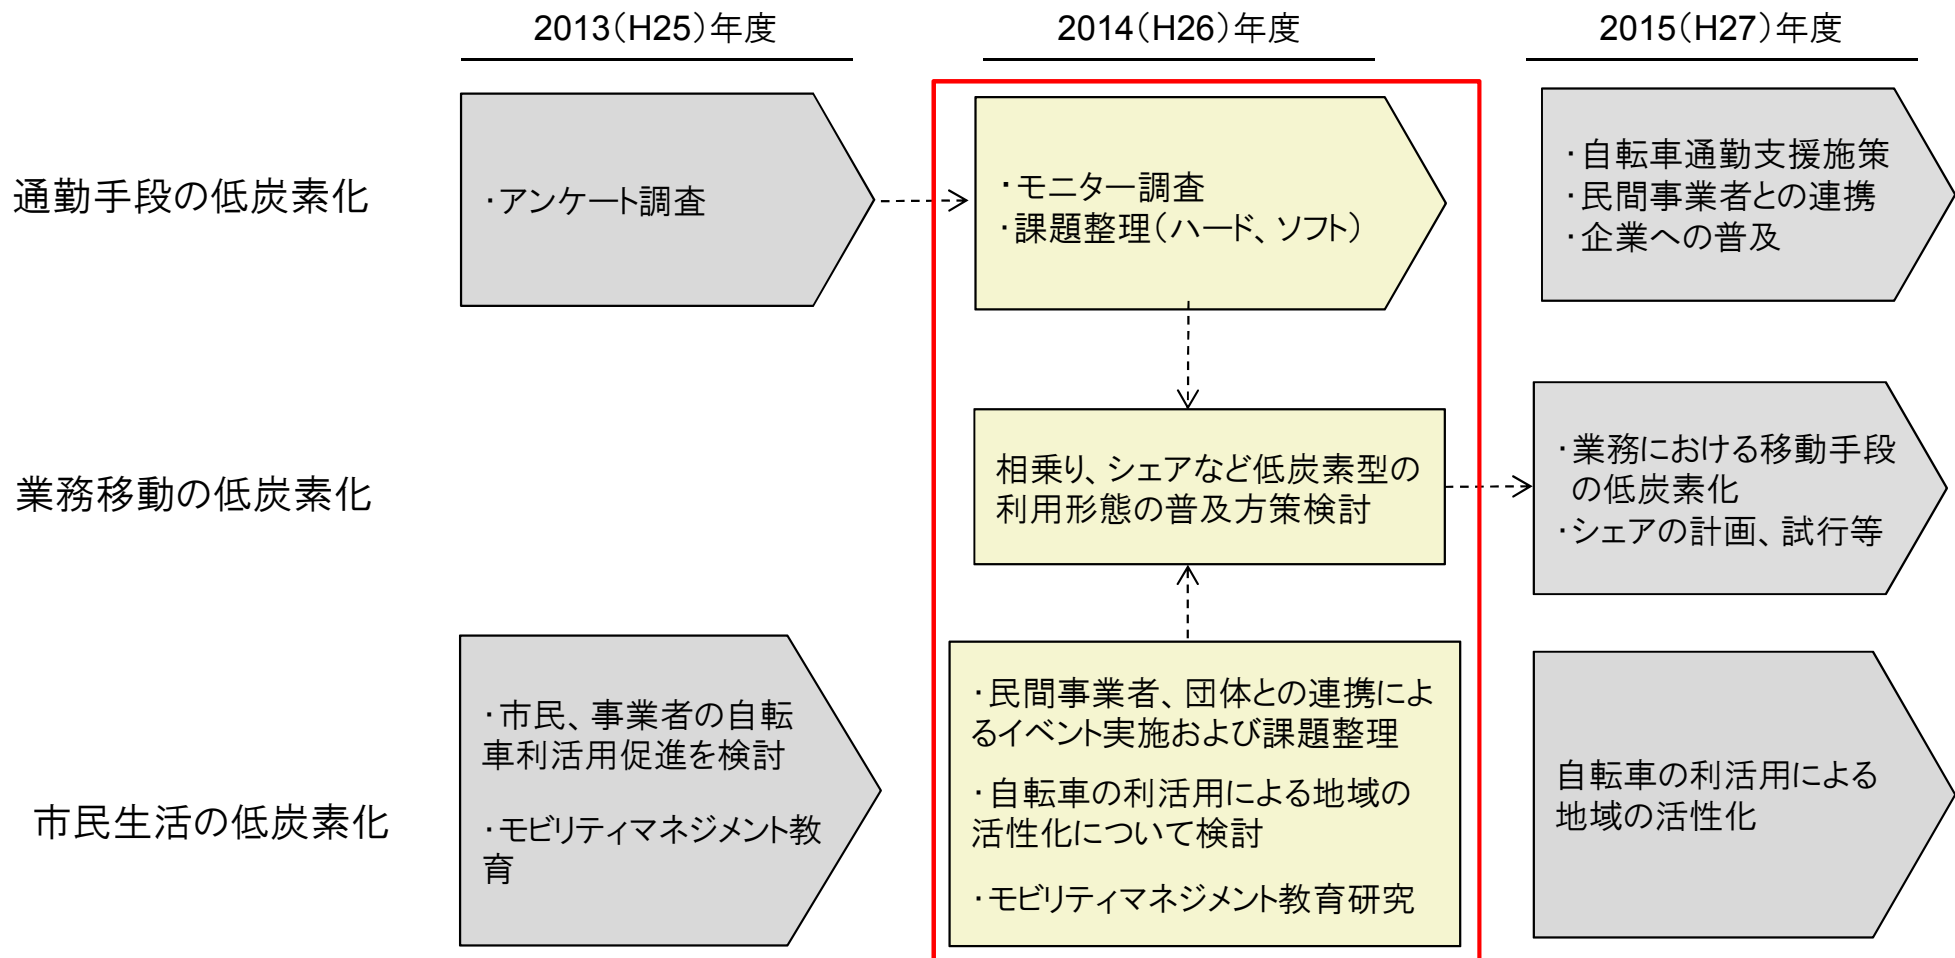 2013（H25）年度
2014（H26）年度
2015（H27）年度
通勤手段の低炭素化
・アンケート調査
・モニター調査
・課題整理（ハード、ソフト）
・自転車通勤支援施策
・民間事業者との連携
・企業への普及
業務移動の低炭素化
相乗り、シェアなど低炭素型の
利用形態の普及方策検討
・業務における移動手段
の低炭素化
・シェアの計画、試行等
市民生活の低炭素化
・市民、事業者の自転
車利活用促進を検討
・モビリティマネジメント教
育
・民間事業者、団体との連携によ
るイベント実施および課題整理
・自転車の利活用による地域の
活性化について検討
・モビリティマネジメント教育研究
自転車の利活用による
地域の活性化